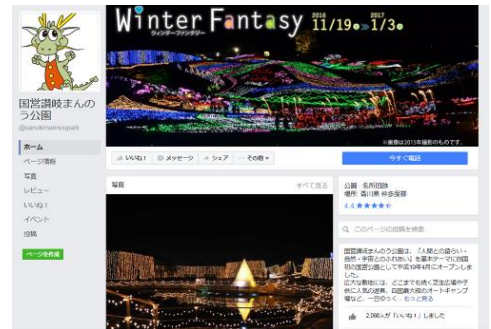 Winter Fantasy
ウィンターファンタジー
2016 2017
11/19 1/3
※画像は2015年撮影のものです。
国営讃岐まんのう公園
@sanukimannoupark
ホーム
ページ情報
写真
レビュー
いいね！
イベント
投稿
ページを作成
いいね！ メッセージ シェア その他
今すぐ電話
写真 すべて見る
公園・名所旧跡
場所: 香川県 仲多度郡
4.4 ★★★★
このページの投稿を検索
国営讃岐まんのう公園は、『人間との語らい・
自然・宇宙とのふれあい』を基本テーマに四国
初の国営公園として平成10年4月にオープンしま
した。
広大な敷地には、どこまでも続く芝生広場や子
供に人気の遊具、四国最大級のオートキャンプ
場など、一日ゆっく... もっと見る
2,060人が「いいね！」しました